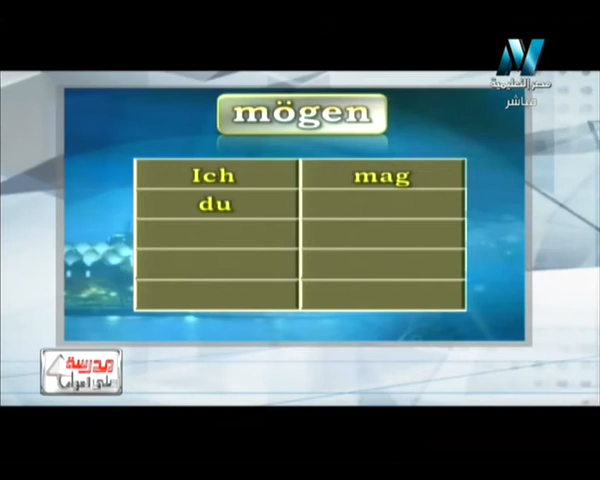 مصر التعليمية
مباشر
mögen
Ich mag
du
مدرسة
على الهواء